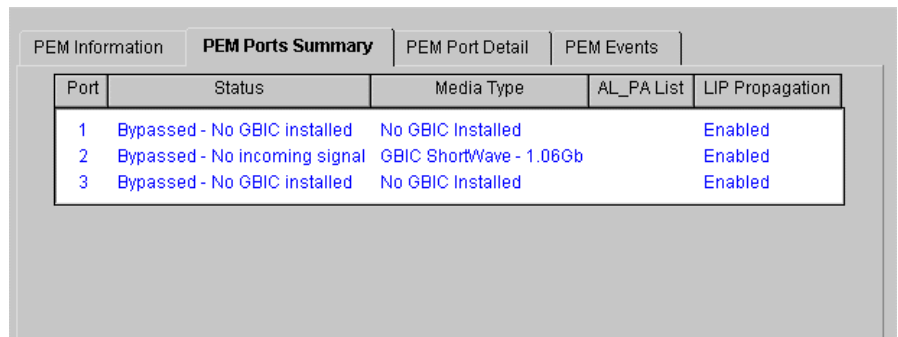 PEM Information PEM Ports Summary PEM Port Detail PEM Events
Port Status Media Type AL_PA List LIP Propagation
1 Bypassed - No GBIC installed No GBIC Installed Enabled
2 Bypassed - No incoming signal GBIC ShortWave - 1.06Gb Enabled
3 Bypassed - No GBIC installed No GBIC Installed Enabled